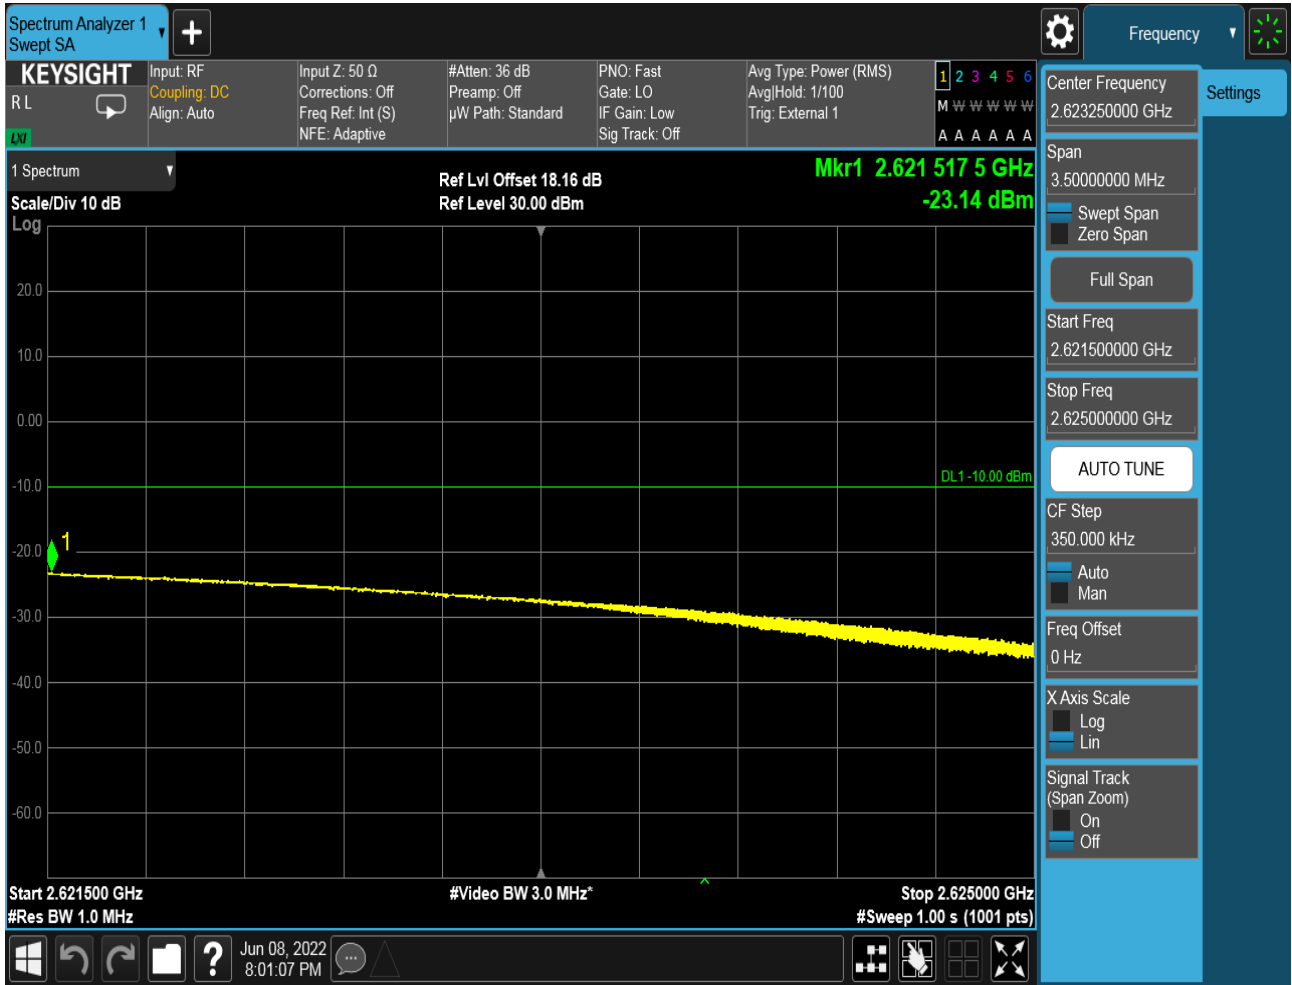 Spectrum Analyzer 1
Swept SA
Frequency
KEYSIGHT
R L
LXI
Input: RF
Coupling: DC
Align: Auto
Input Z: 50 Ω
Corrections: Off
Freq Ref: Int (S)
NFE: Adaptive
#Atten: 36 dB
Preamp: Off
µW Path: Standard
PNO: Fast
Gate: LO
IF Gain: Low
Sig Track: Off
Avg Type: Power (RMS)
Avg|Hold: 1/100
Trig: External 1
1 2 3 4 5 6
M W W W W W
A A A A A A
1 Spectrum
Scale/Div 10 dB
Log
Ref Lvl Offset 18.16 dB
Ref Level 30.00 dBm
Mkr1 2.621 517 5 GHz
-23.14 dBm
20.0
10.0
0.00
-10.0
-20.0
-30.0
-40.0
-50.0
-60.0
DL1 -10.00 dBm
1
Start 2.621500 GHz
#Res BW 1.0 MHz
#Video BW 3.0 MHz*
Stop 2.625000 GHz
#Sweep 1.00 s (1001 pts)
Jun 08, 2022
8:01:07 PM
Center Frequency
2.623250000 GHz
Settings
Span
3.50000000 MHz
Swept Span
Zero Span
Full Span
Start Freq
2.621500000 GHz
Stop Freq
2.625000000 GHz
AUTO TUNE
CF Step
350.000 kHz
Auto
Man
Freq Offset
0 Hz
X Axis Scale
Log
Lin
Signal Track
(Span Zoom)
On
Off